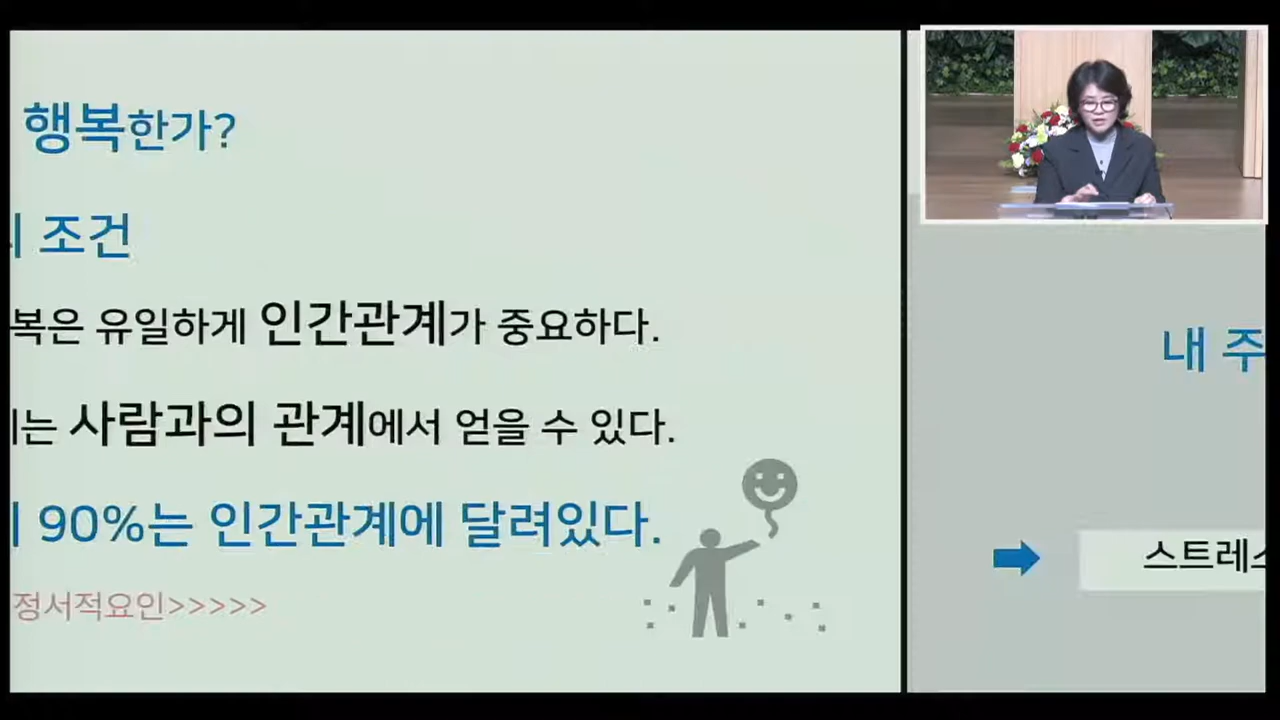 행복한가?
조건
복은 유일하게 인간관계가 중요하다.
는 사람과의 관계에서 얻을 수 있다.
90%는 인간관계에 달려있다.
정서적요인>>>>>
내 주
스트레스